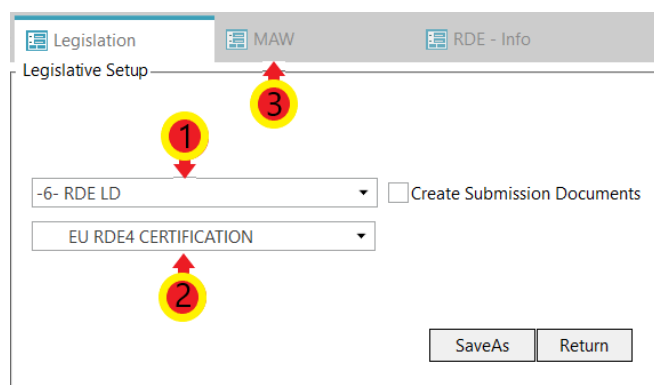 Legislation MAW RDE - Info
Legislative Setup
3
1
-6- RDE LD Create Submission Documents
EU RDE4 CERTIFICATION
2
SaveAs Return